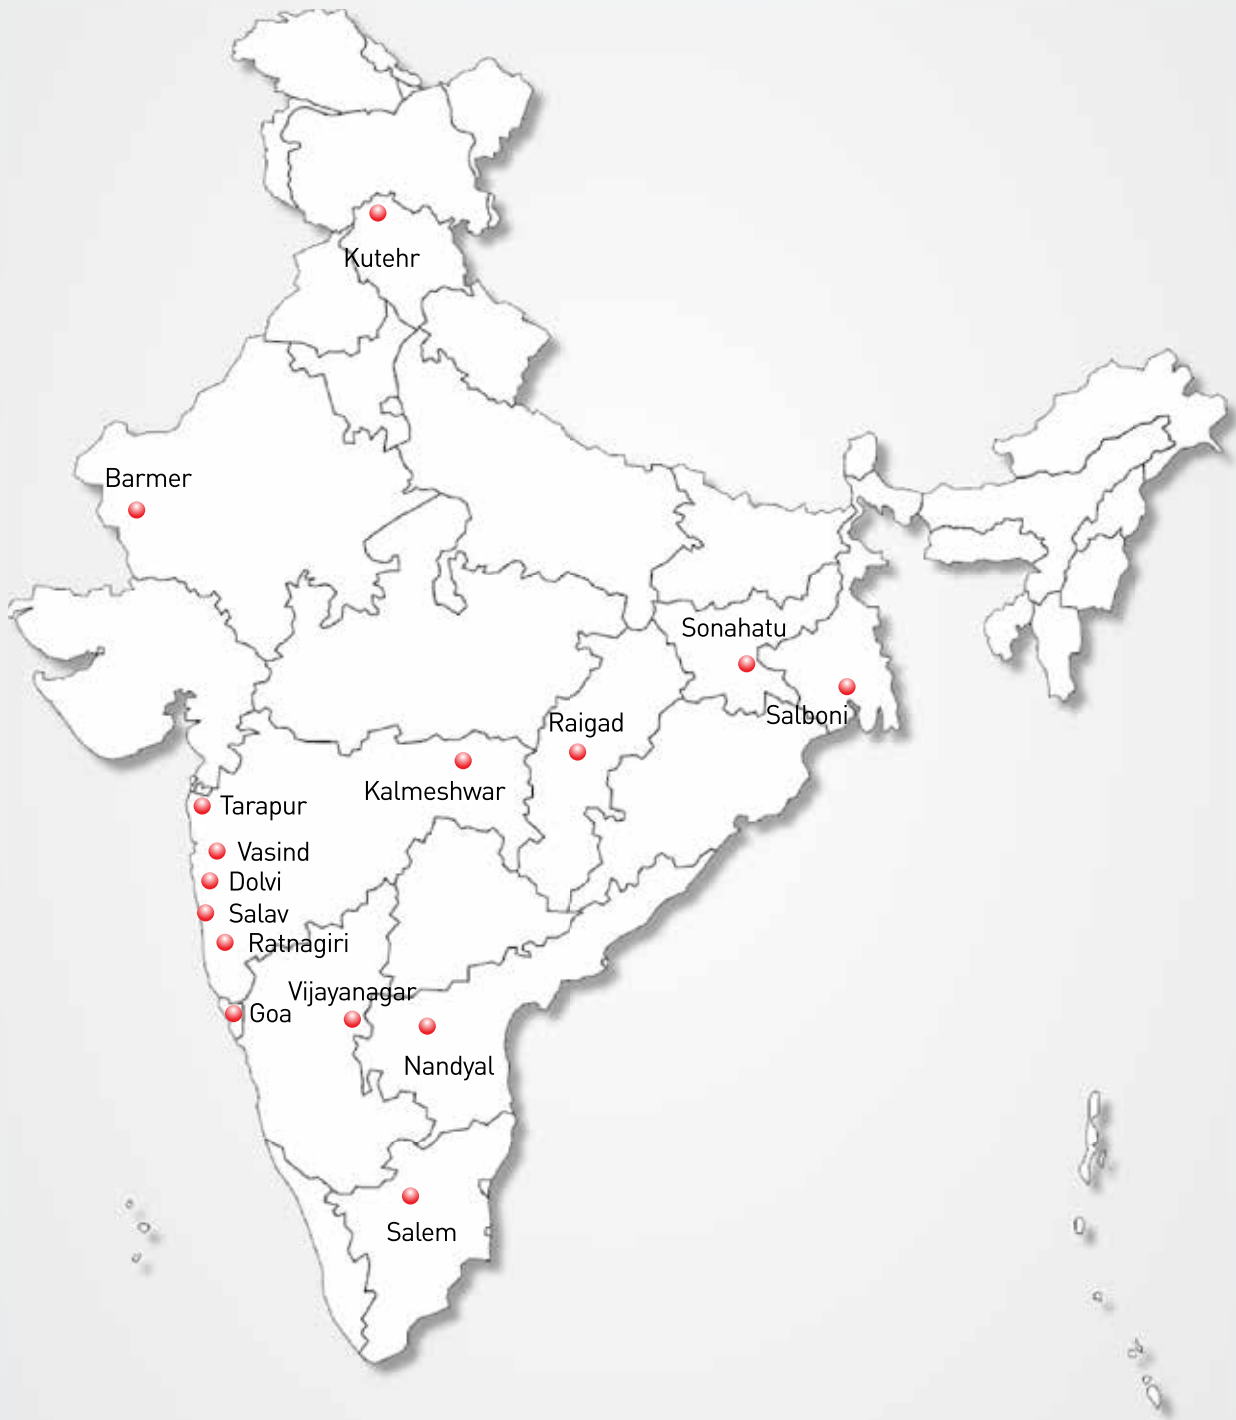 Kutehr
Barmer
Sonahatu
Salboni
Raigad
Kalmeshwar
Tarapur
Vasind
Dolvi
Salav
Ratnagiri
Vijayanagar
Goa
Nandyal
Salem